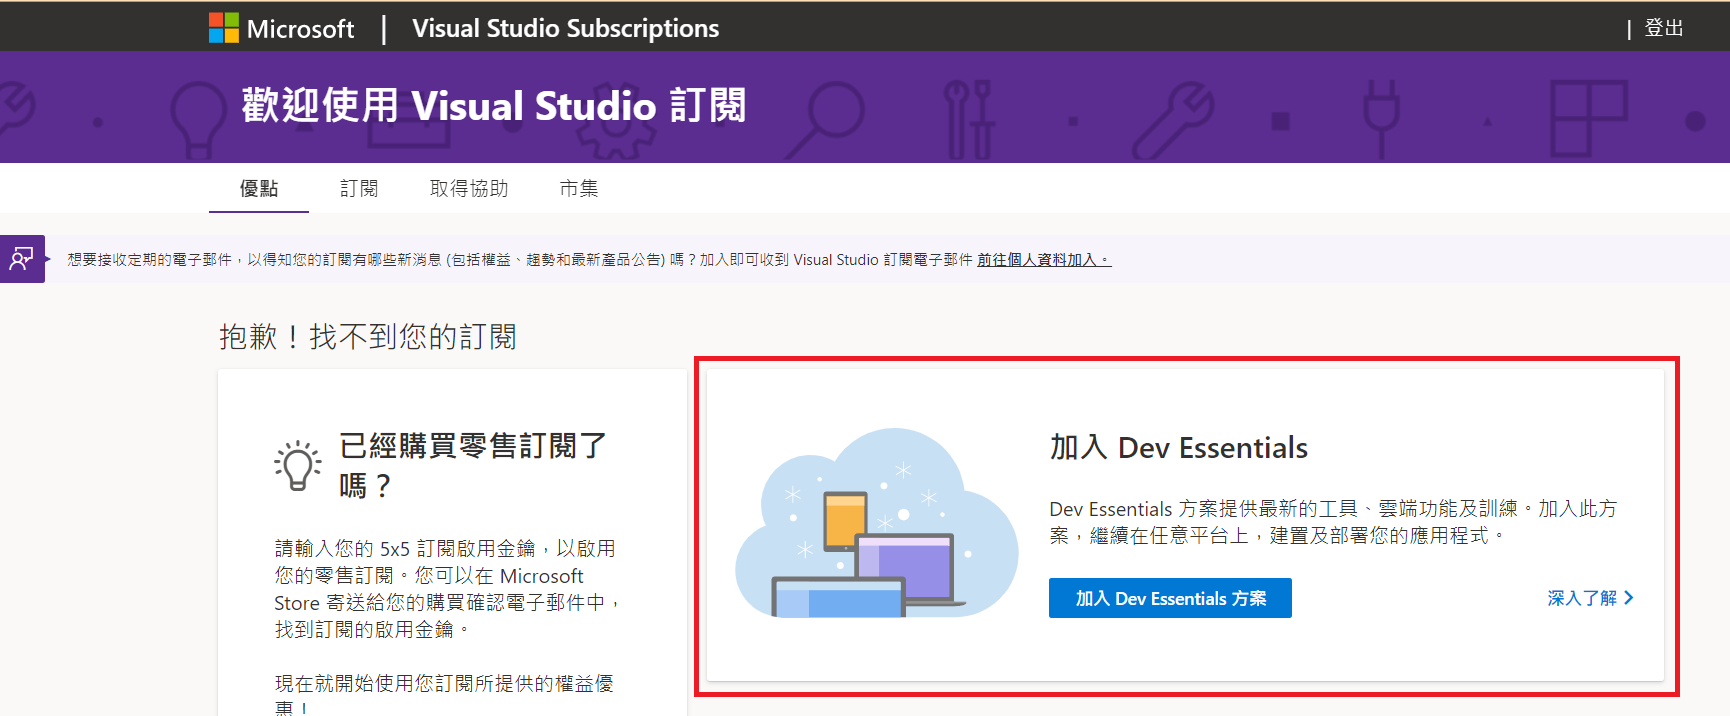 Microsoft | Visual Studio Subscriptions
| 登出
歡迎使用 Visual Studio 訂閱
優點 訂閱 取得協助 市集
想要接收定期的電子郵件，以得知您的訂閱有哪些新消息 (包括權益、趨勢和最新產品公告) 嗎？加入即可收到 Visual Studio 訂閱電子郵件 前往個人資料加入。
抱歉！找不到您的訂閱
已經購買零售訂閱了
嗎？
請輸入您的 5x5 訂閱啟用金鑰，以啟用
您的零售訂閱。您可以在 Microsoft
Store 寄送給您的購買確認電子郵件中，
找到訂閱的啟用金鑰。
現在就開始使用您訂閱所提供的權益優
惠！
加入 Dev Essentials
Dev Essentials 方案提供最新的工具、雲端功能及訓練。加入此方
案，繼續在任意平台上，建置及部署您的應用程式。
加入 Dev Essentials 方案
深入了解